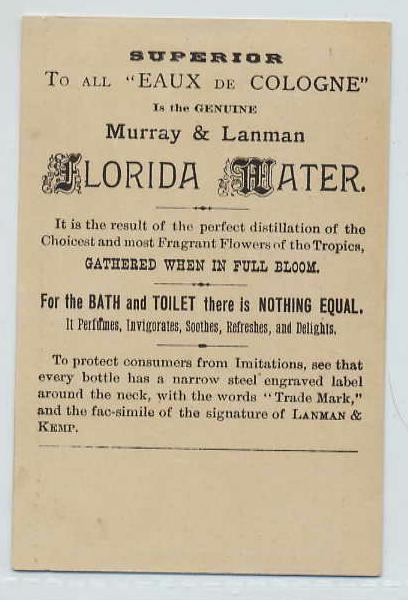 SUPERIOR
TO ALL "EAUX DE COLOGNE"
Is the GENUINE
Murray & Lanman
FLORIDA WATER.
It is the result of the perfect distillation of the
Choicest and most Fragrant Flowers of the Tropics,
GATHERED WHEN IN FULL BLOOM.
For the BATH and TOILET there is NOTHING EQUAL.
It Perfumes, Invigorates, Soothes, Refreshes, and Delights.
To protect consumers from Imitations, see that
every bottle has a narrow steel engraved label
around the neck, with the words "Trade Mark,"
and the fac-simile of the signature of LANMAN &
KEMP.